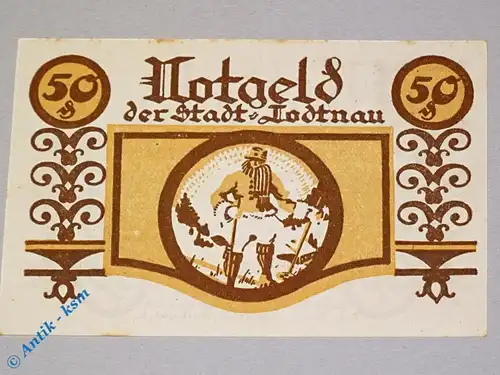 50 ₰
Notgeld
50 ₰
der Stadt=Todtnau
© Antik - ksm